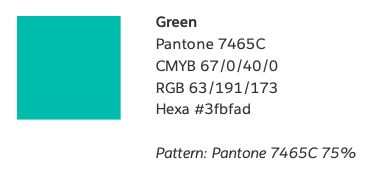 Green
Pantone 7465C
CMYB 67/0/40/0
RGB 63/191/173
Hexa #3fbfad
Pattern: Pantone 7465C 75%